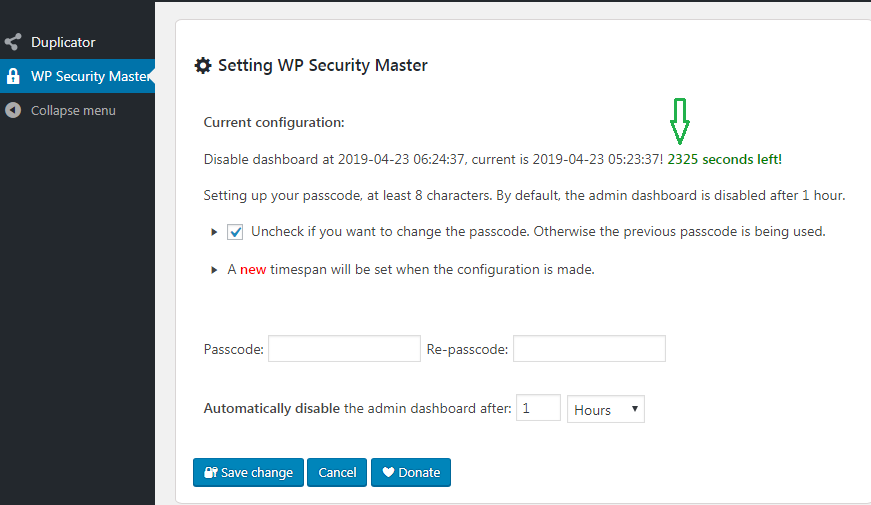 Duplicator
WP Security Master
Collapse menu
Setting WP Security Master
Current configuration:
Disable dashboard at 2019-04-23 06:24:37, current is 2019-04-23 05:23:37! 2325 seconds left!
Setting up your passcode, at least 8 characters. By default, the admin dashboard is disabled after 1 hour.
Uncheck if you want to change the passcode. Otherwise the previous passcode is being used.
A new timespan will be set when the configuration is made.
Passcode: Re-passcode:
Automatically disable the admin dashboard after: 1 Hours
Save change Cancel Donate